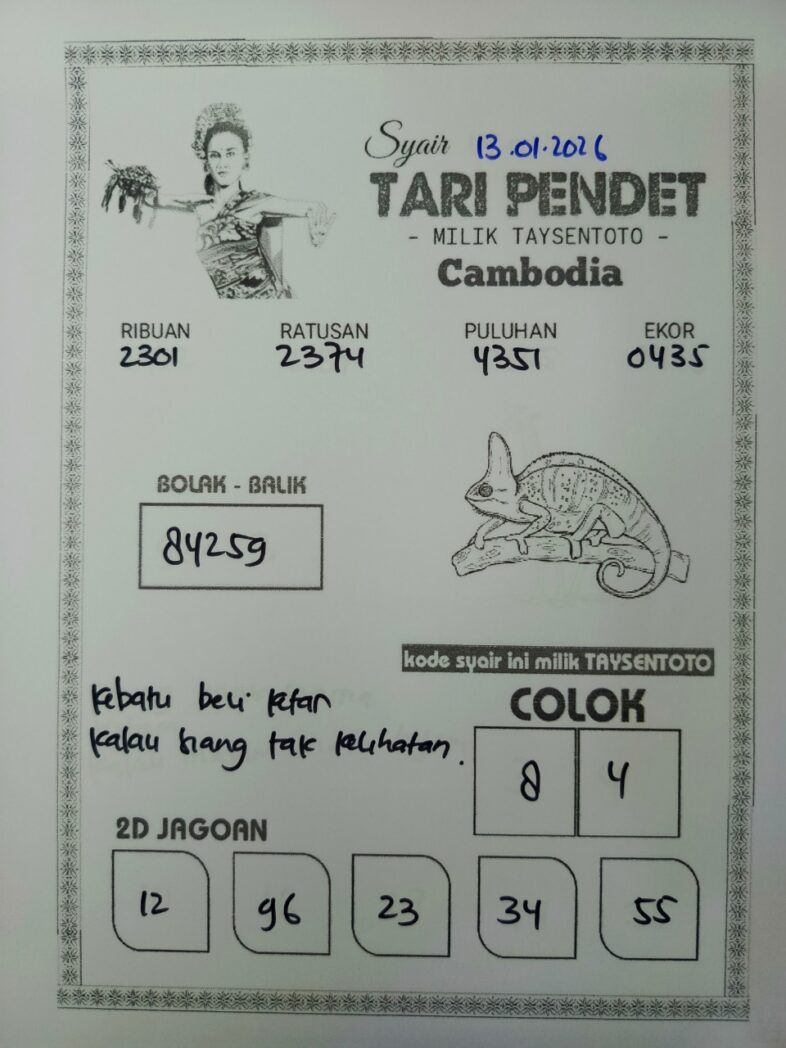 Syair 13.01.2026
TARI PENDET
- MILIK TAYSENTOTO -
Cambodia
RIBUAN RATUSAN PULUHAN EKOR
2301 2374 4351 0435
BOLAK - BALIK
84259
kode syair ini milik TAYSENTOTO
kebatu beli ketan
kalau siang tak kelihatan.
COLOK
8 4
2D JAGOAN
12 96 23 34 55